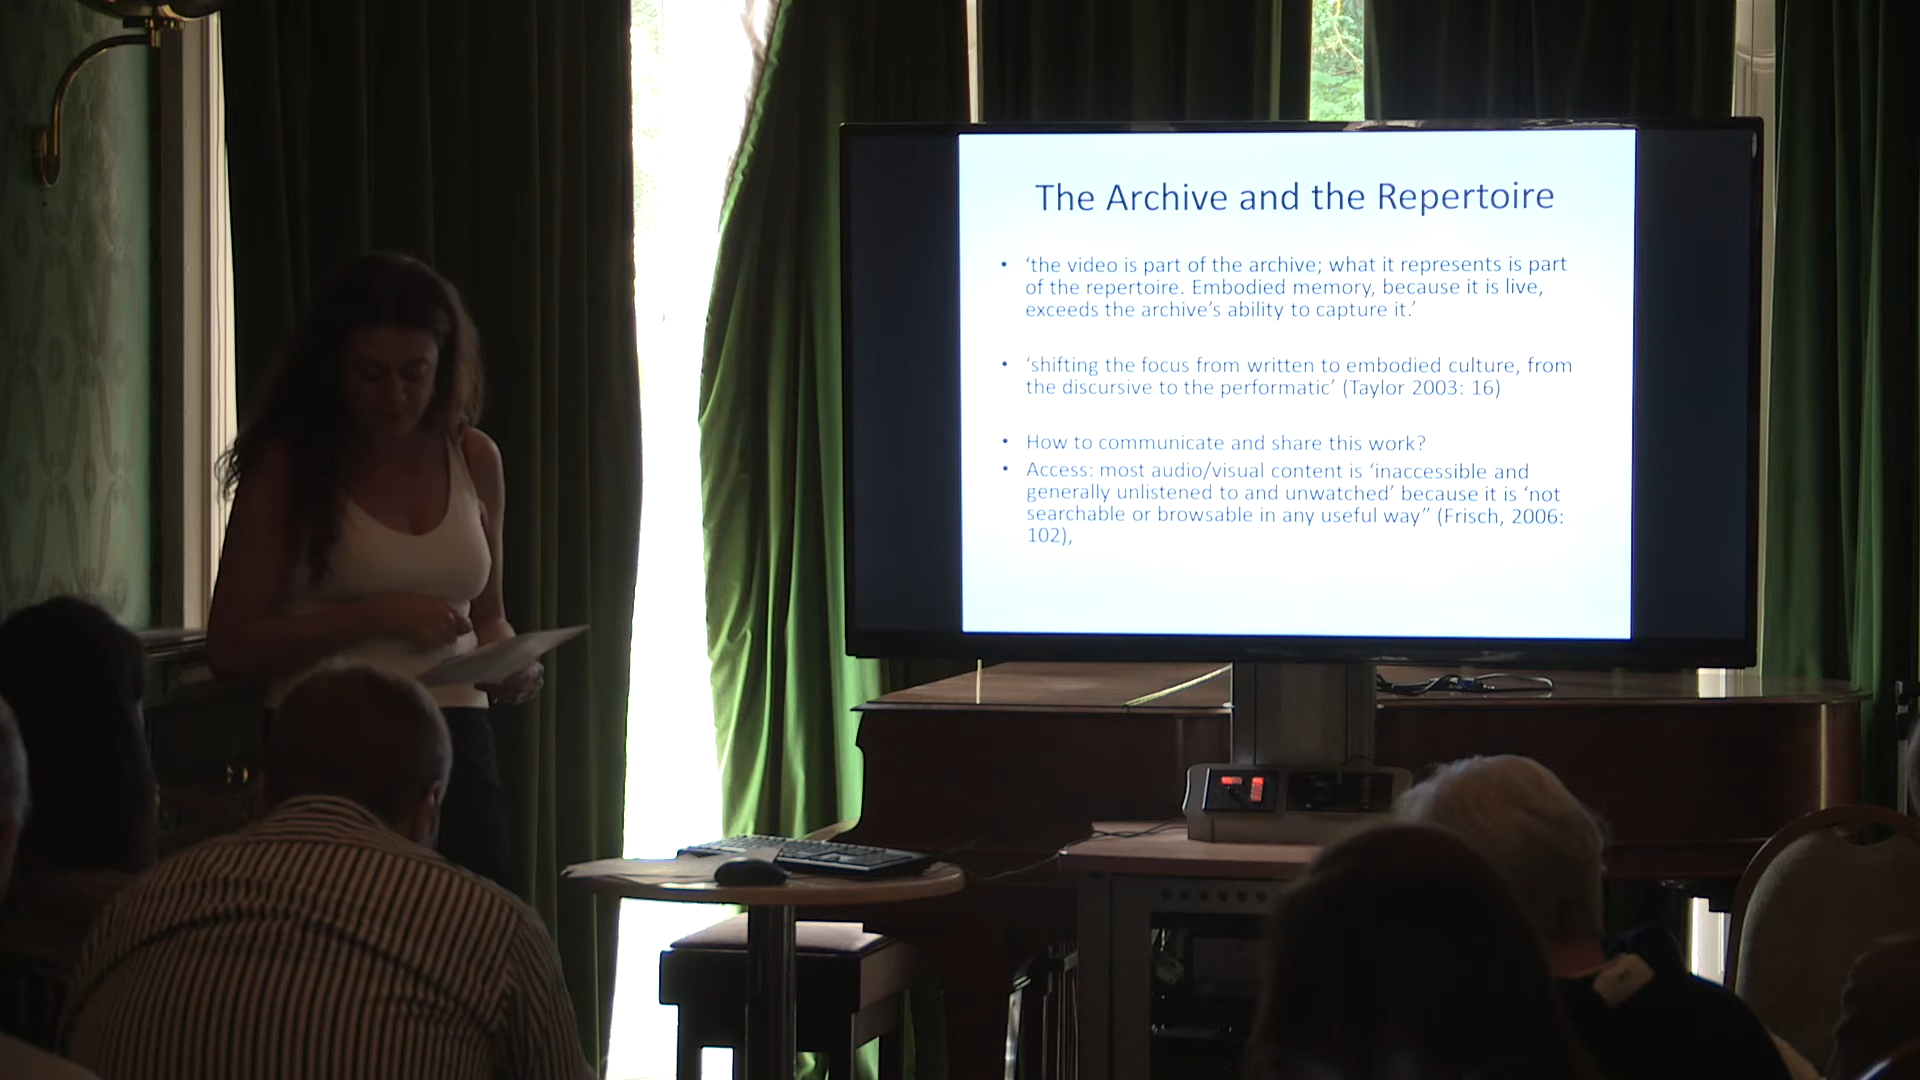 The Archive and the Repertoire
• ‘the video is part of the archive; what it represents is part
of the repertoire. Embodied memory, because it is live,
exceeds the archive’s ability to capture it.’
• ‘shifting the focus from written to embodied culture, from
the discursive to the performatic’ (Taylor 2003: 16)
• How to communicate and share this work?
• Access: most audio/visual content is ‘inaccessible and
generally unlistened to and unwatched’ because it is ‘not
searchable or browsable in any useful way” (Frisch, 2006:
102),